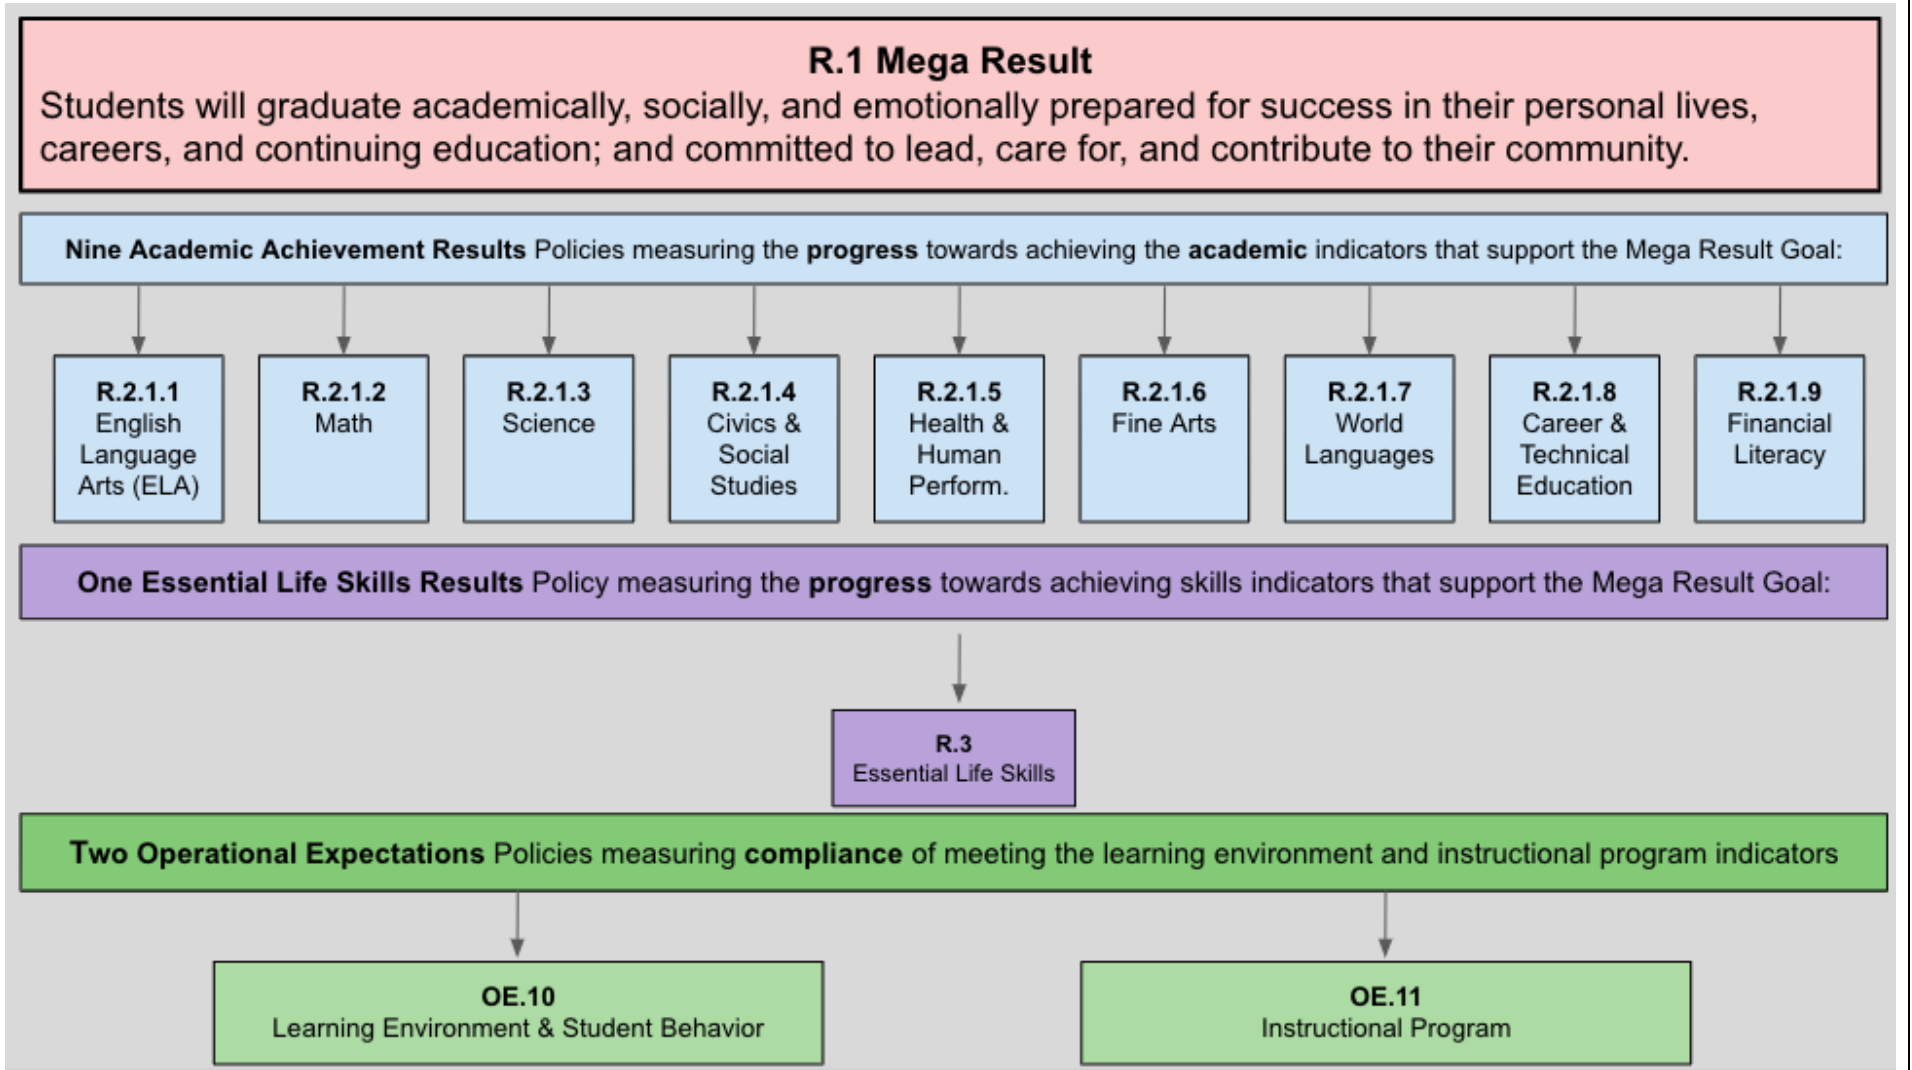 R.1 Mega Result
Students will graduate academically, socially, and emotionally prepared for success in their personal lives,
careers, and continuing education; and committed to lead, care for, and contribute to their community.
Nine Academic Achievement Results Policies measuring the progress towards achieving the academic indicators that support the Mega Result Goal:
R.2.1.1
English
Language
Arts (ELA)
R.2.1.2
Math
R.2.1.3
Science
R.2.1.4
Civics &
Social
Studies
R.2.1.5
Health &
Human
Perform.
R.2.1.6
Fine Arts
R.2.1.7
World
Languages
R.2.1.8
Career &
Technical
Education
R.2.1.9
Financial
Literacy
One Essential Life Skills Results Policy measuring the progress towards achieving skills indicators that support the Mega Result Goal:
R.3
Essential Life Skills
Two Operational Expectations Policies measuring compliance of meeting the learning environment and instructional program indicators
OE.10
Learning Environment & Student Behavior
OE.11
Instructional Program